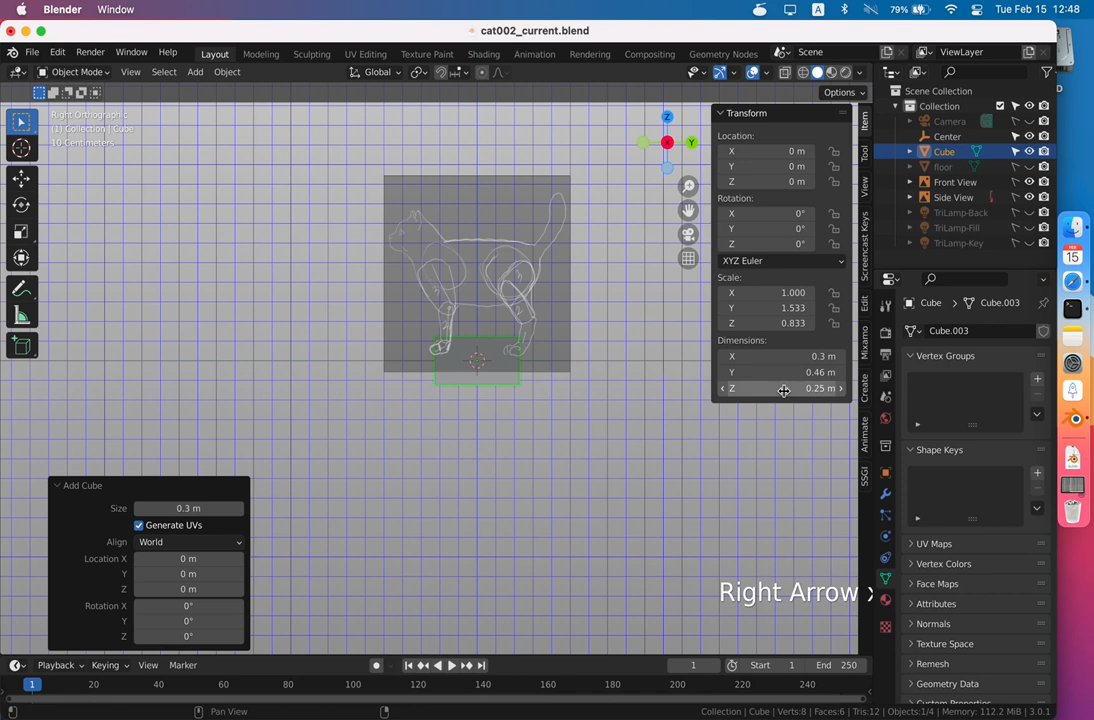 Blender Window 79% A Tue Feb 15 12:48
cat002_current.blend
File Edit Render Window Help Layout Modeling Sculpting UV Editing Texture Paint Shading Animation Rendering Compositing Geometry Nodes Scene ViewLayer
Object Mode View Select Add Object Global
Options
Right Orthographic
(1) Collection | Cube
10 Centimeters
Z
X
Y
Transform
Location:
X 0 m
Y 0 m
Z 0 m
Rotation:
X 0°
Y 0°
Z 0°
XYZ Euler
Scale:
X 1.000
Y 1.533
Z 0.833
Dimensions:
X 0.3 m
Y 0.46 m
Z 0.25 m
Item
Tool
View
Screencast Keys
Edit
Mixamo
Create
Animate
SSGI
Scene Collection
Collection
Camera
Center
Cube
floor
Front View
Side View
TriLamp-Back
TriLamp-Fill
TriLamp-Key
FEB
15
Cube Cube.003
Cube.003
Vertex Groups
Shape Keys
UV Maps
Vertex Colors
Face Maps
Attributes
Normals
Texture Space
Remesh
Geometry Data
Custom Properties
Add Cube
Size 0.3 m
Generate UVs
Align World
Location X 0 m
Y 0 m
Z 0 m
Rotation X 0°
Y 0°
Z 0°
Right Arrow x
Playback Keying View Marker 1 Start 1 End 250
1 20 40 60 80 100 120 140 160 180 200 220 240
Pan View
Collection | Cube | Verts:8 | Faces:6 | Tris:12 | Objects:1/4 | Memory: 112.2 MiB | 3.0.1